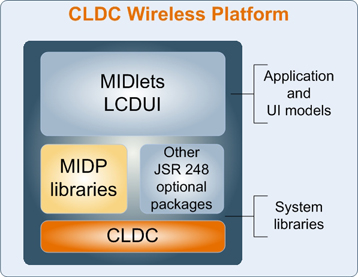 CLDC Wireless Platform
MIDlets
LCDUI
Application
and
UI models
MIDP
libraries
Other
JSR 248
optional
packages
System
libraries
CLDC